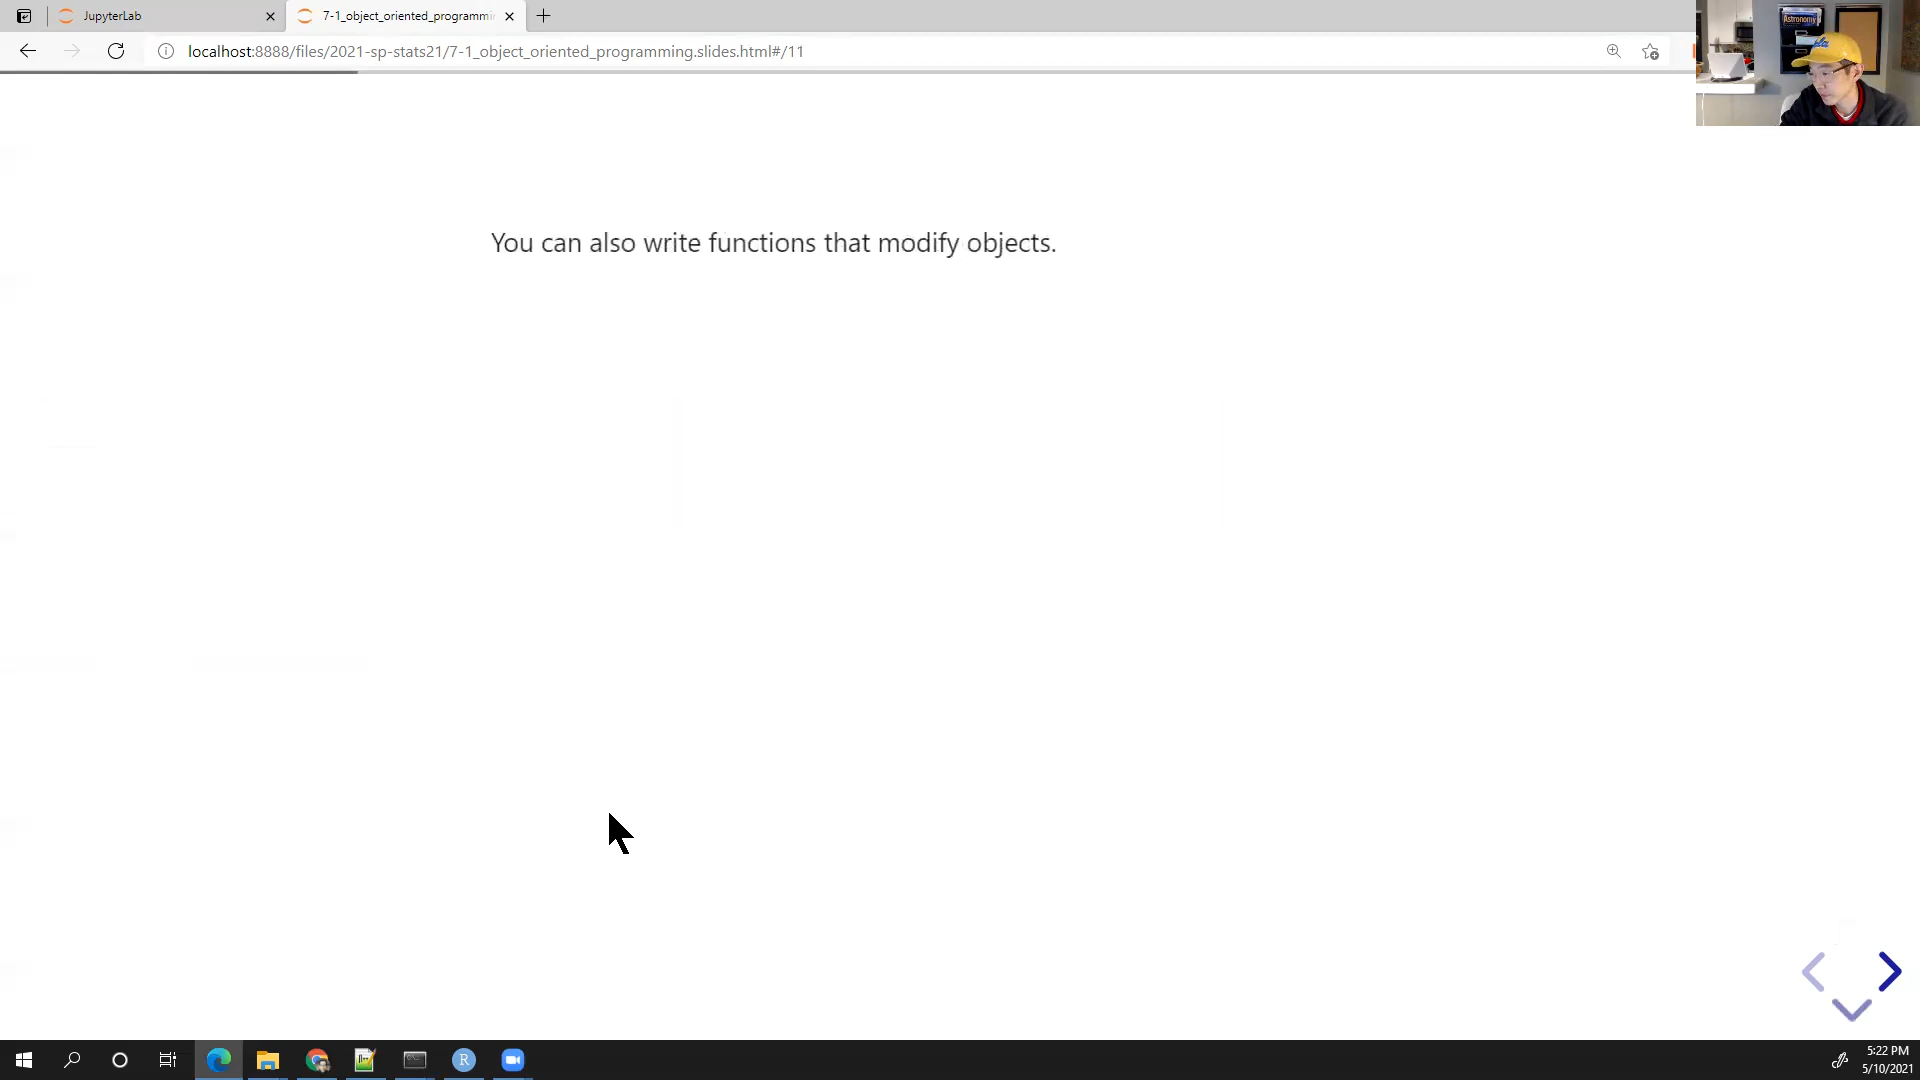 JupyterLab
7-1_object_oriented_programmi
localhost:8888/files/2021-sp-stats21/7-1_object_oriented_programming.slides.html#/11
Astronomy
You can also write functions that modify objects.
R
5:22 PM
5/10/2021